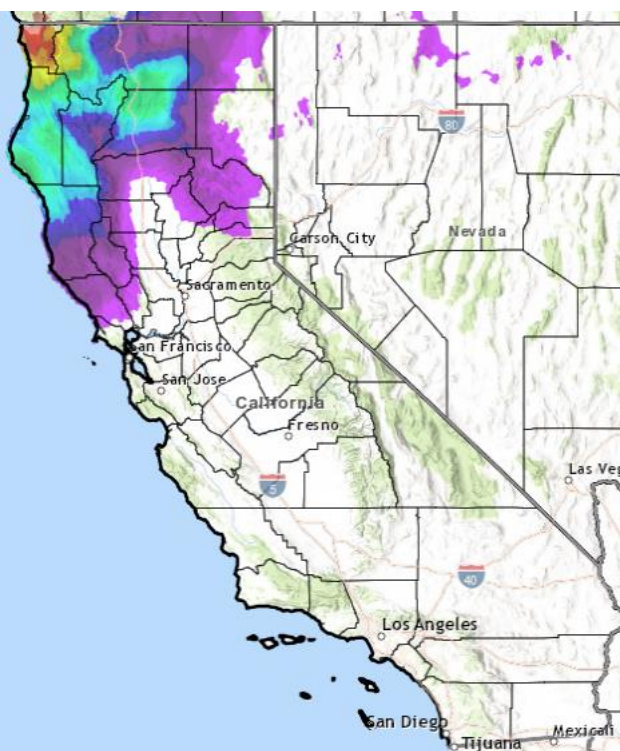 80
Nevada
Carson City
Sacramento
San Francisco
San Jose
California
Fresno
5
Las Veg
40
Los Angeles
San Diego
Tijuana
Mexicali